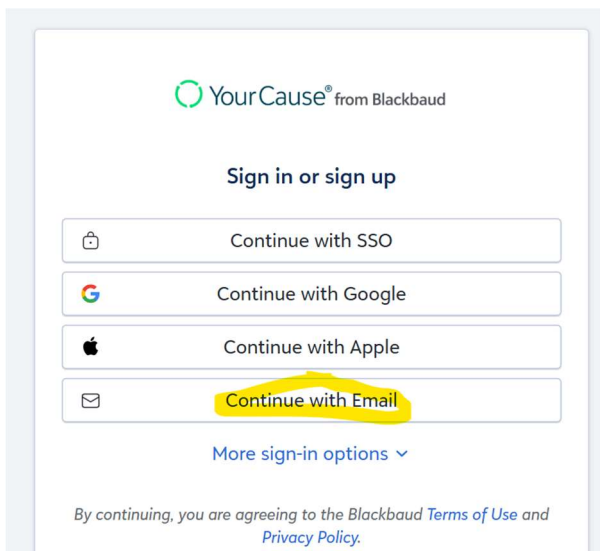 YourCause® from Blackbaud
Sign in or sign up
Continue with SSO
Continue with Google
Continue with Apple
Continue with Email
More sign-in options
By continuing, you are agreeing to the Blackbaud Terms of Use and
Privacy Policy.